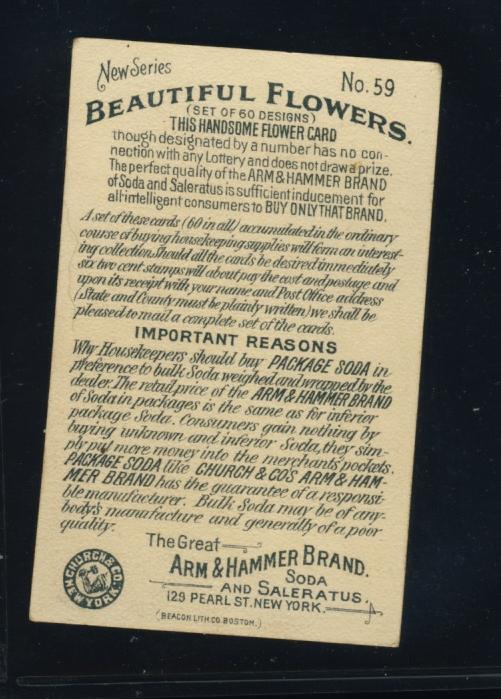 New Series
No. 59
BEAUTIFUL FLOWERS.
(SET OF 60 DESIGNS)
THIS HANDSOME FLOWER CARD
though designated by a number has no con-
nection with any Lottery and does not draw a prize.
The perfect quality of the ARM & HAMMER BRAND
of Soda and Saleratus is sufficient inducement for
all intelligent consumers to BUY ONLY THAT BRAND.
A set of these cards (60 in all) accumulated in the ordinary
course of buying housekeeping supplies will form an interest-
ing collection. Should all the cards be desired immediately
six two cent stamps will about pay the cost and postage and
upon its receipt with your name and Post Office address
(State and County must be plainly written) we shall be
pleased to mail a complete set of the cards.
IMPORTANT REASONS
Why Housekeepers should buy PACKAGE SODA in
preference to bulk Soda weighed and wrapped by the
dealer. The retail price of the ARM & HAMMER BRAND
of Soda in packages is the same as for inferior
package Soda. Consumers gain nothing by
buying unknown and inferior Soda, they sim-
ply put more money into the merchants' pockets.
PACKAGE SODA like CHURCH & CO'S ARM & HAM-
MER BRAND has the guarantee of a responsi-
ble manufacturer. Bulk Soda may be of any-
body's manufacture and generally of a poor
quality.
The Great
ARM & HAMMER BRAND.
SODA
AND SALERATUS.
129 PEARL ST. NEW YORK.
CHURCH & CO.
NEW YORK
(BEACON LITH CO. BOSTON.)